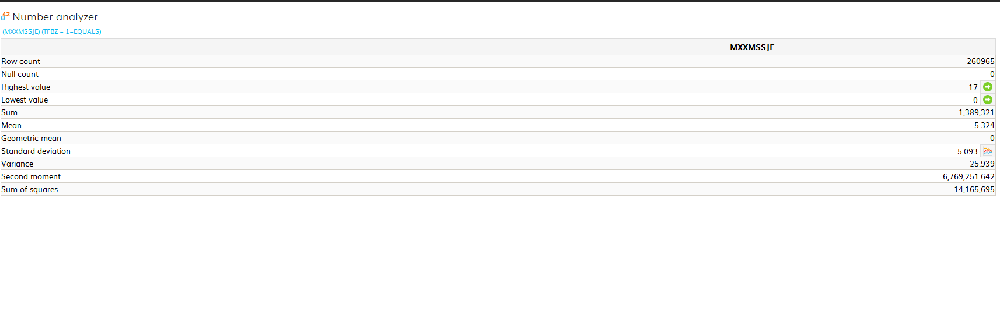 42 Number analyzer
(MXXMSSJE) (TFBZ = 1=EQUALS)
MXXMSSJE
Row count 260965
Null count 0
Highest value 17
Lowest value 0
Sum 1,389,321
Mean 5.324
Geometric mean 0
Standard deviation 5.093
Variance 25.939
Second moment 6,769,251.642
Sum of squares 14,165,695